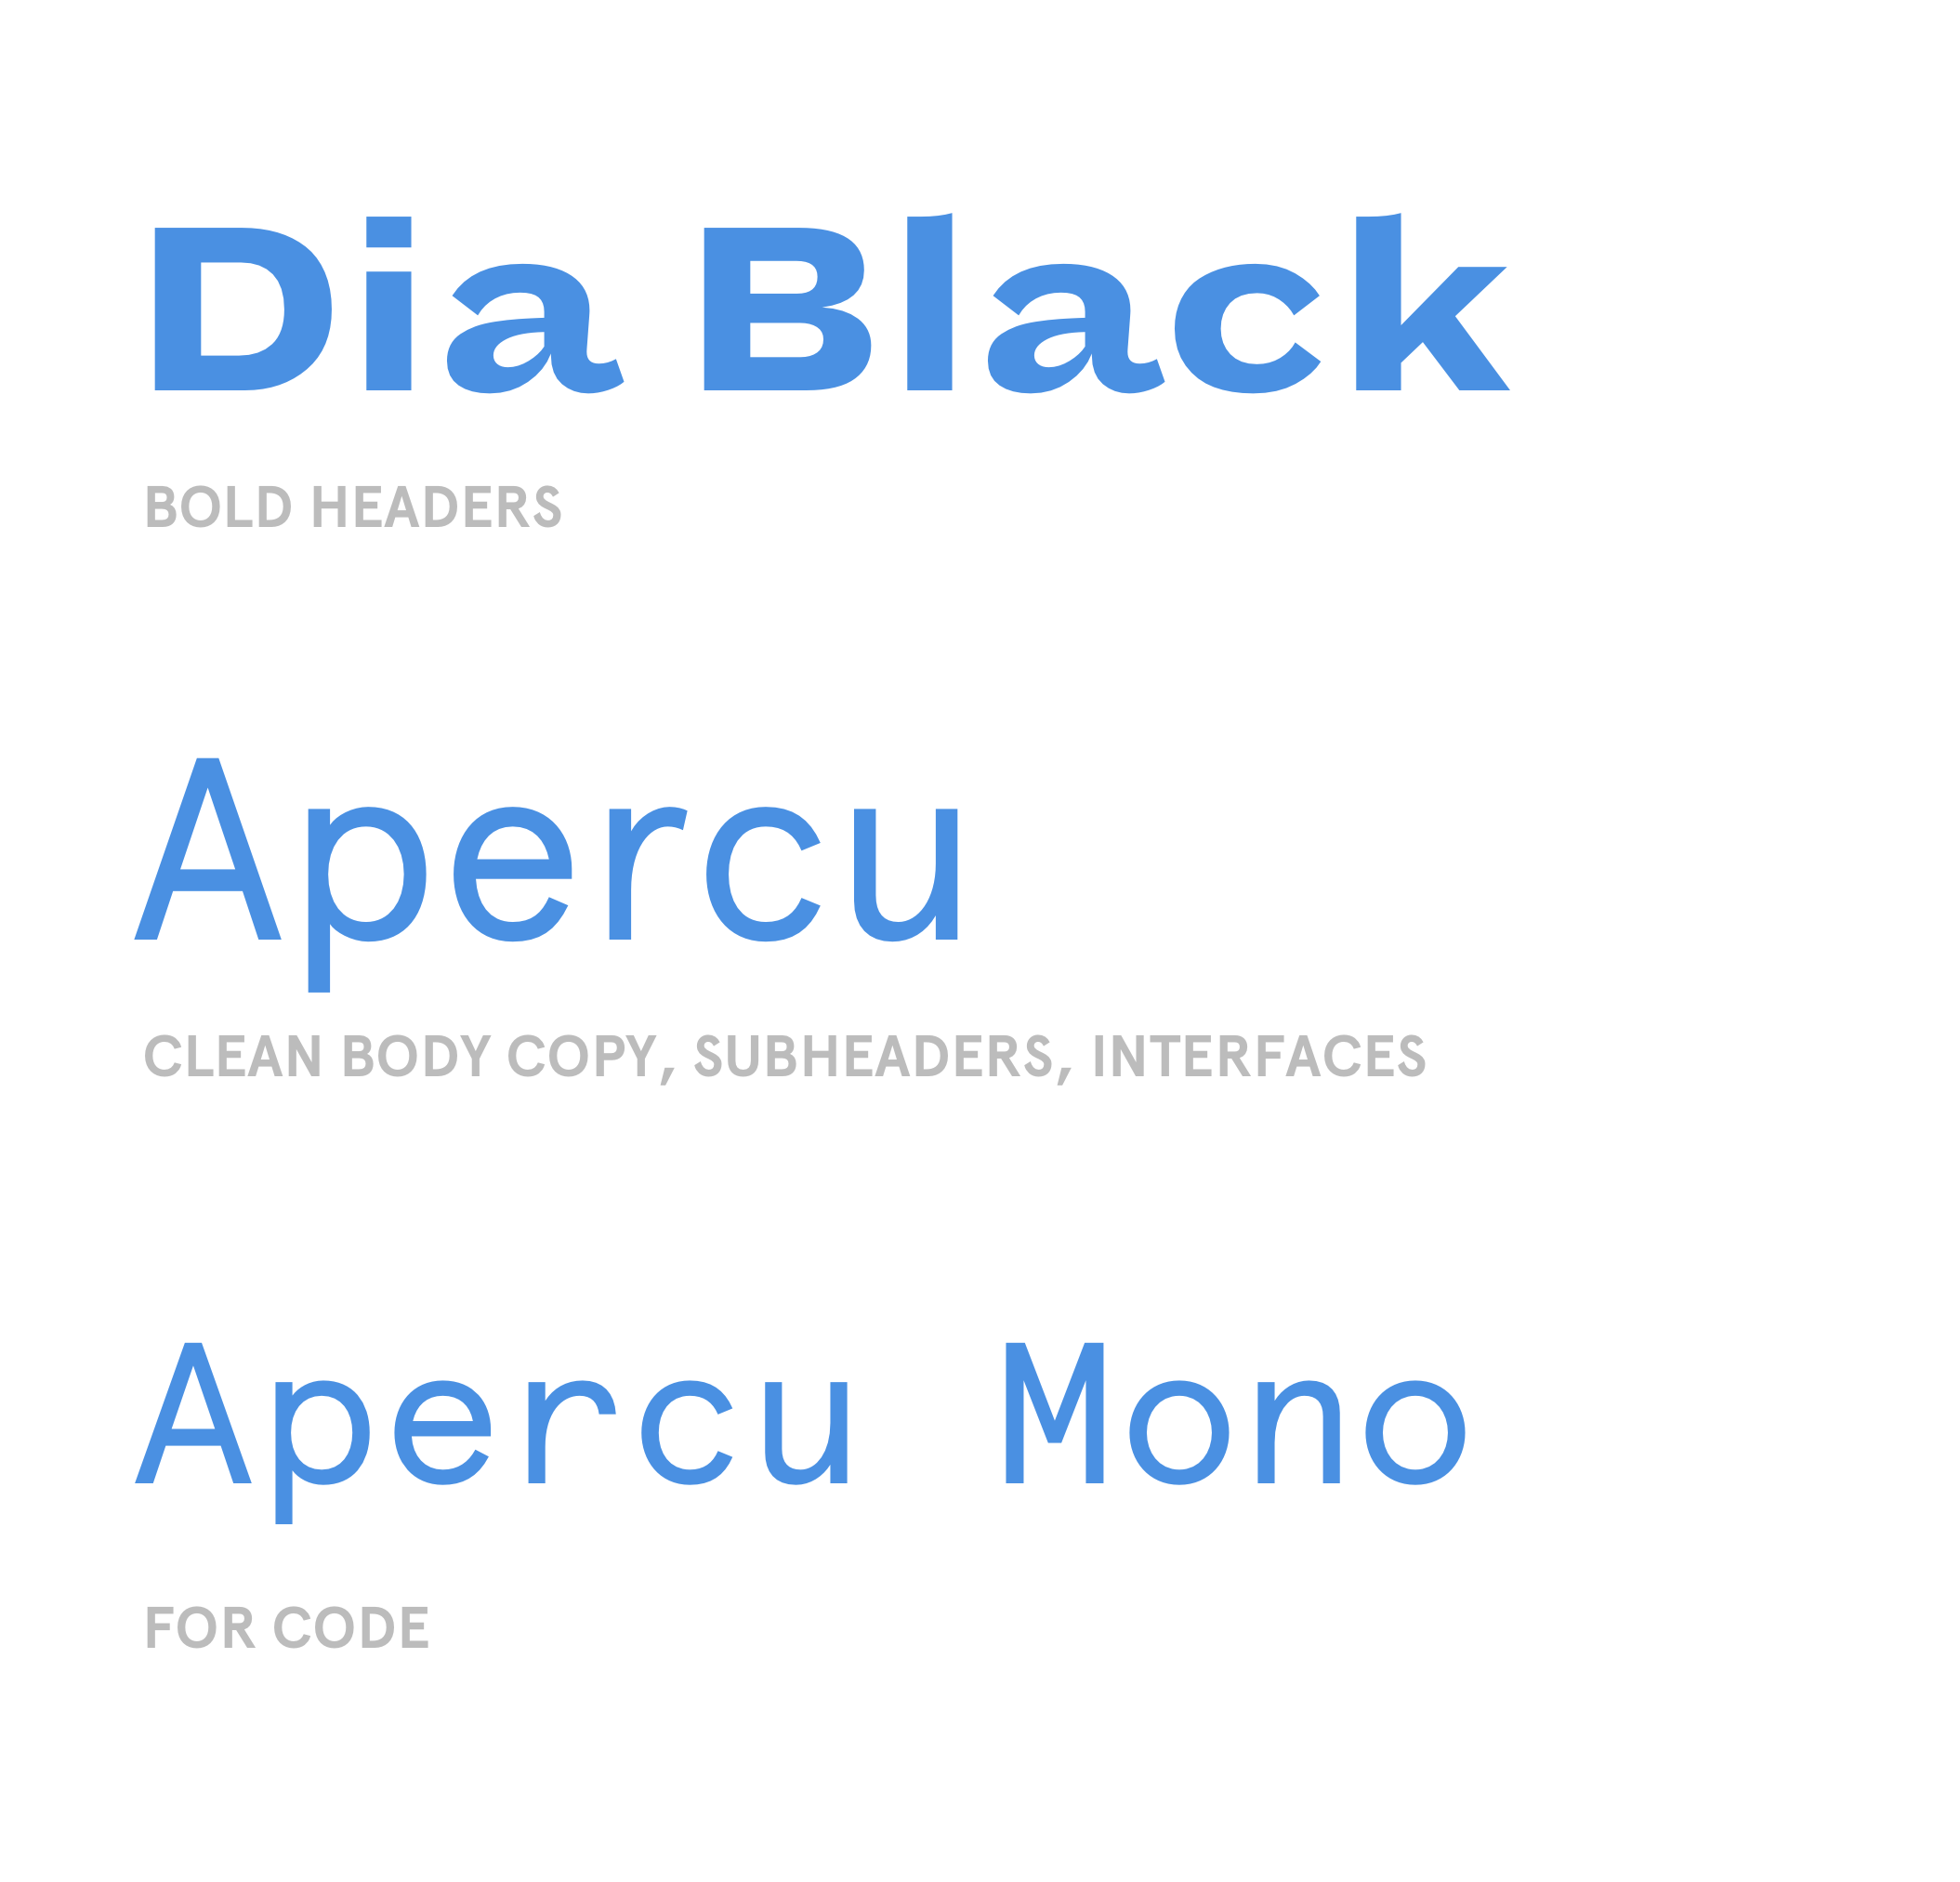 Dia Black
BOLD HEADERS
Apercu
CLEAN BODY COPY, SUBHEADERS, INTERFACES
Apercu Mono
FOR CODE